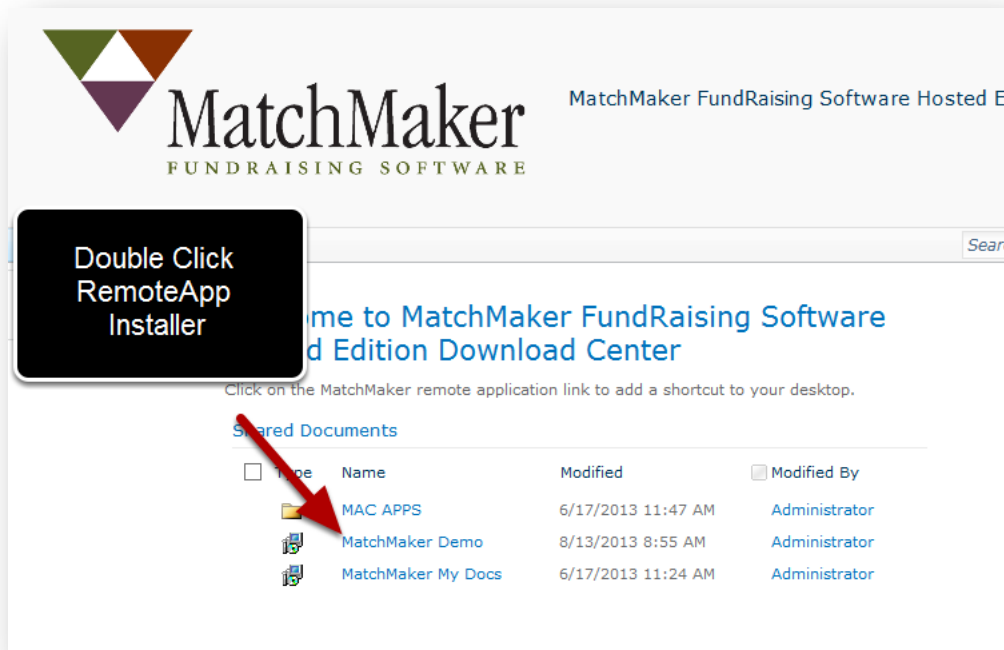 MatchMaker
FUNDRAISING SOFTWARE
MatchMaker FundRaising Software Hosted E
Sear
Double Click
RemoteApp
Installer
me to MatchMaker FundRaising Software
d Edition Download Center
Click on the MatchMaker remote application link to add a shortcut to your desktop.
Shared Documents
Type Name Modified Modified By
MAC APPS 6/17/2013 11:47 AM Administrator
MatchMaker Demo 8/13/2013 8:55 AM Administrator
MatchMaker My Docs 6/17/2013 11:24 AM Administrator